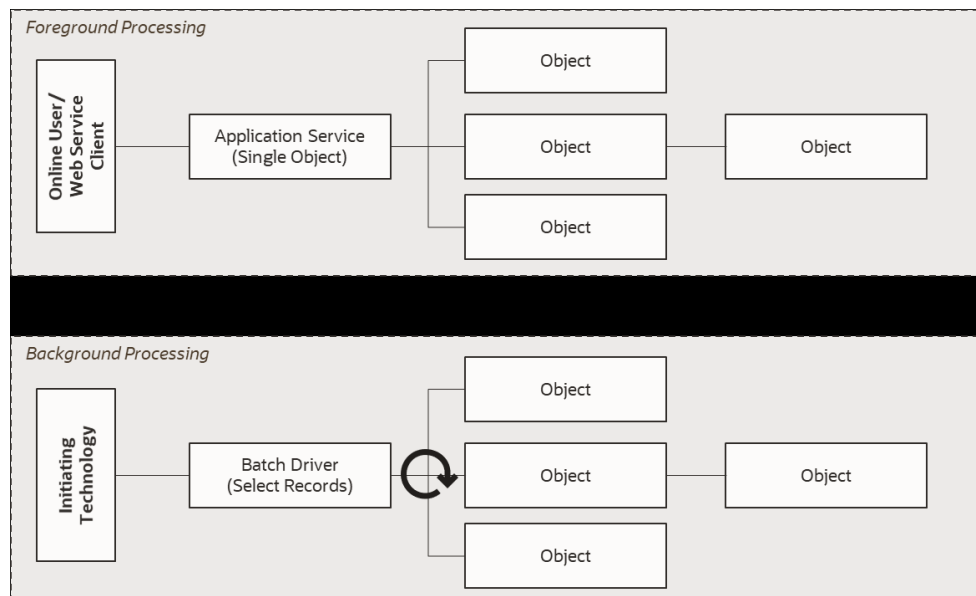 Foreground Processing
Online User/
Web Service
Client
Application Service
(Single Object)
Object
Object
Object
Object
Background Processing
Initiating
Technology
Batch Driver
(Select Records)
Object
Object
Object
Object